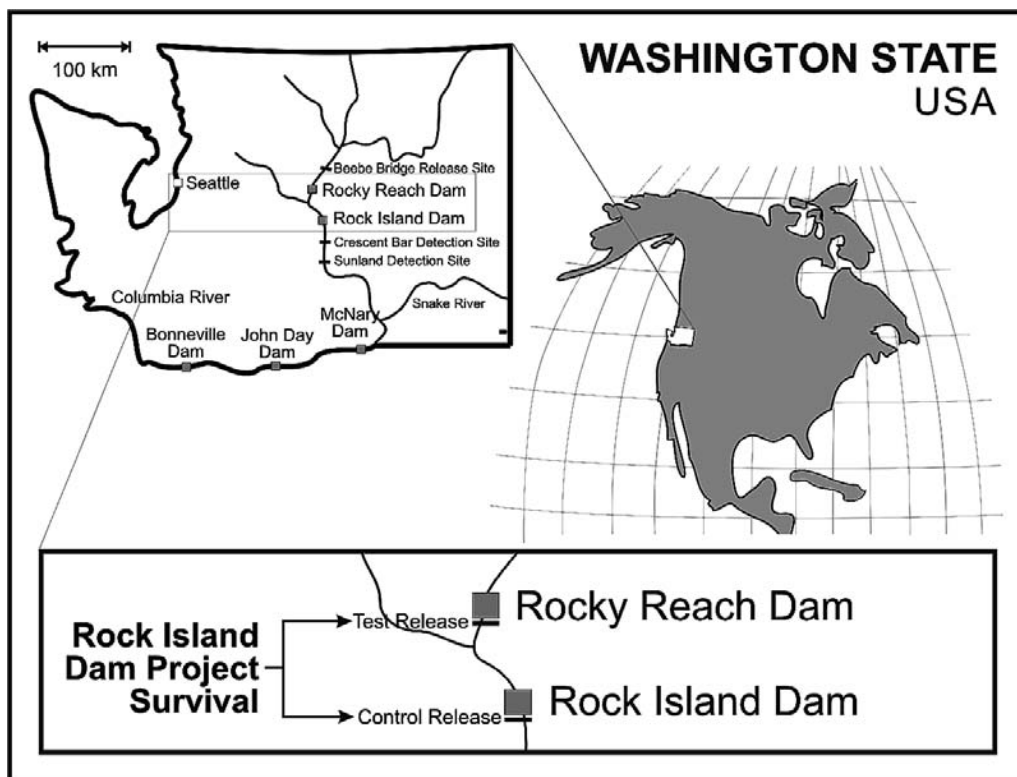 WASHINGTON STATE
USA
100 km
Beebe Bridge Release Site
Seattle
Rocky Reach Dam
Rock Island Dam
Crescent Bar Detection Site
Sunland Detection Site
Columbia River
Snake River
McNary
Dam
Bonneville
Dam
John Day
Dam
Rock Island
Dam Project
Survival
Test Release
Rocky Reach Dam
Control Release
Rock Island Dam